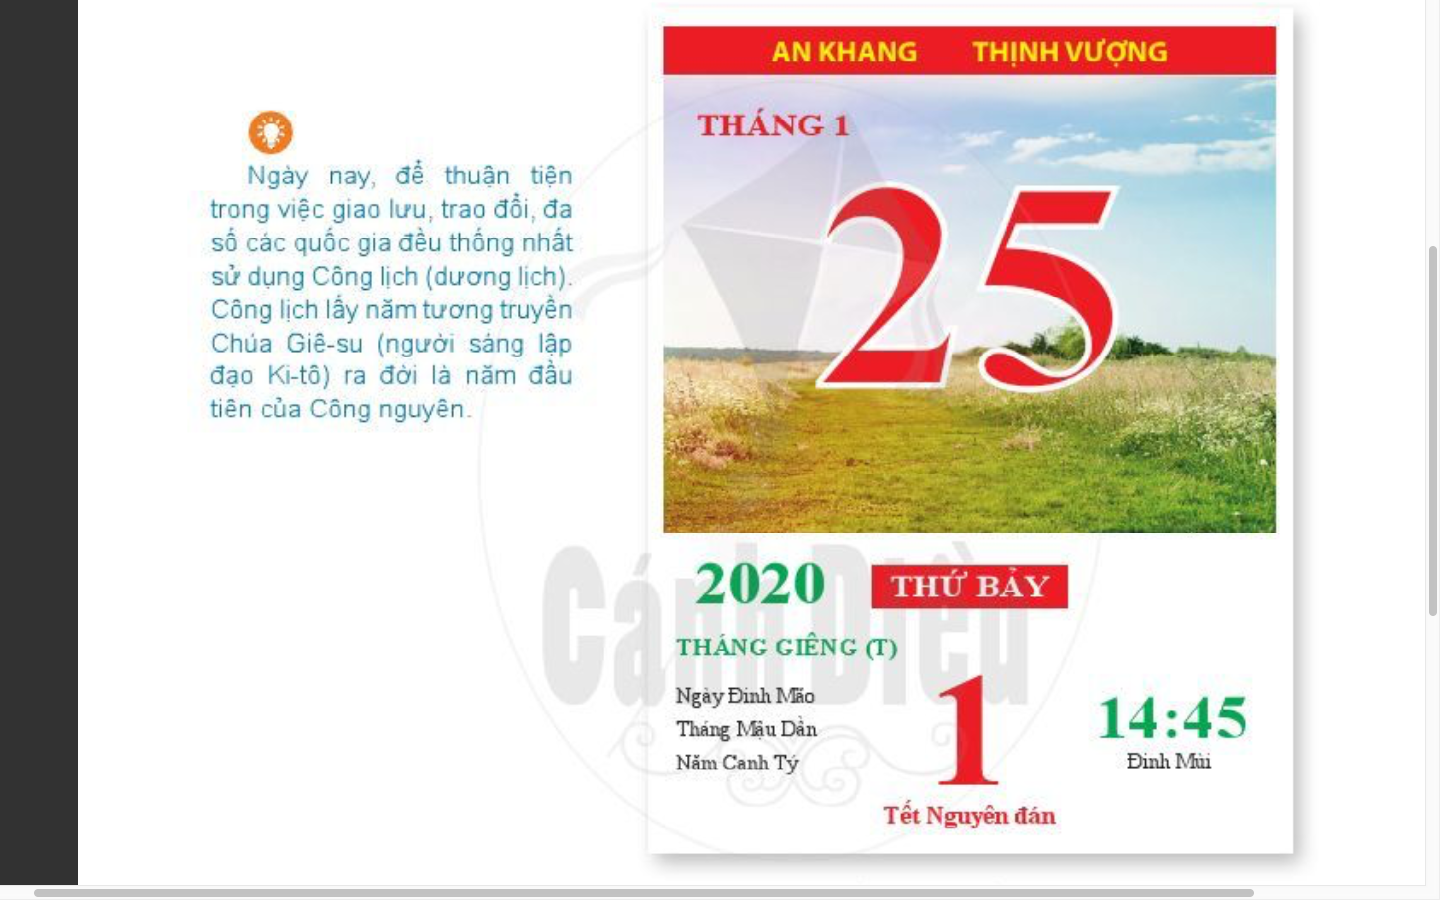 Ngày nay, để thuận tiện
trong việc giao lưu, trao đổi, đa
số các quốc gia đều thống nhất
sử dụng Công lịch (dương lịch).
Công lịch lấy năm tương truyền
Chúa Giê-su (người sáng lập
đạo Ki-tô) ra đời là năm đầu
tiên của Công nguyên.
AN KHANG THỊNH VƯỢNG
THÁNG 1
25
2020 THỨ BẢY
THÁNG GIÊNG (T)
Ngày Đinh Mão
Tháng Mậu Dần
Năm Canh Tý
1
Tết Nguyên đán
14:45
Đinh Mùi
Cánh Diều